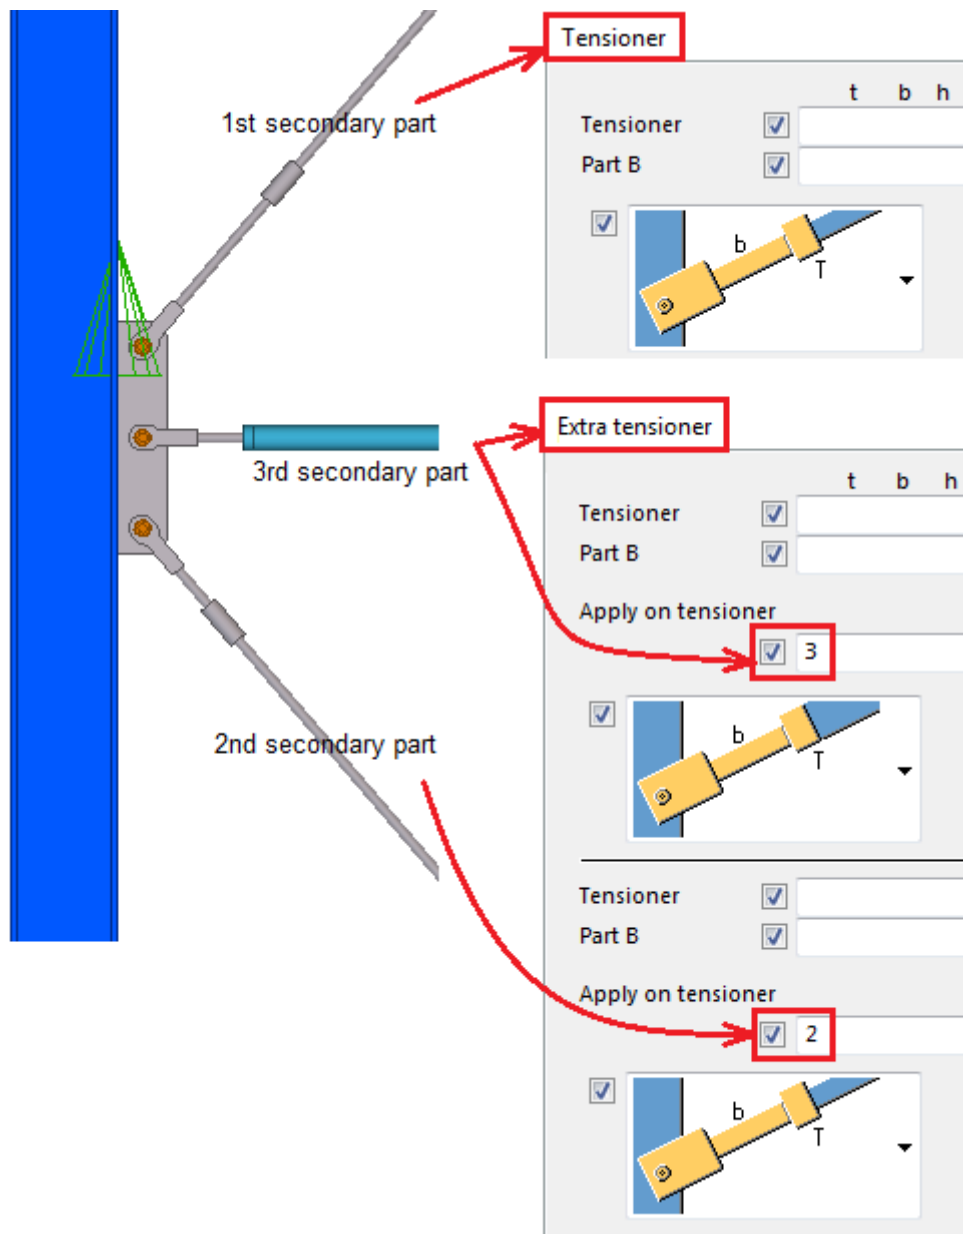 Tensioner
t b h
1st secondary part
Tensioner
Part B
b
T
Extra tensioner
3rd secondary part
t b h
Tensioner
Part B
Apply on tensioner
3
b
T
2nd secondary part
Tensioner
Part B
Apply on tensioner
2
b
T